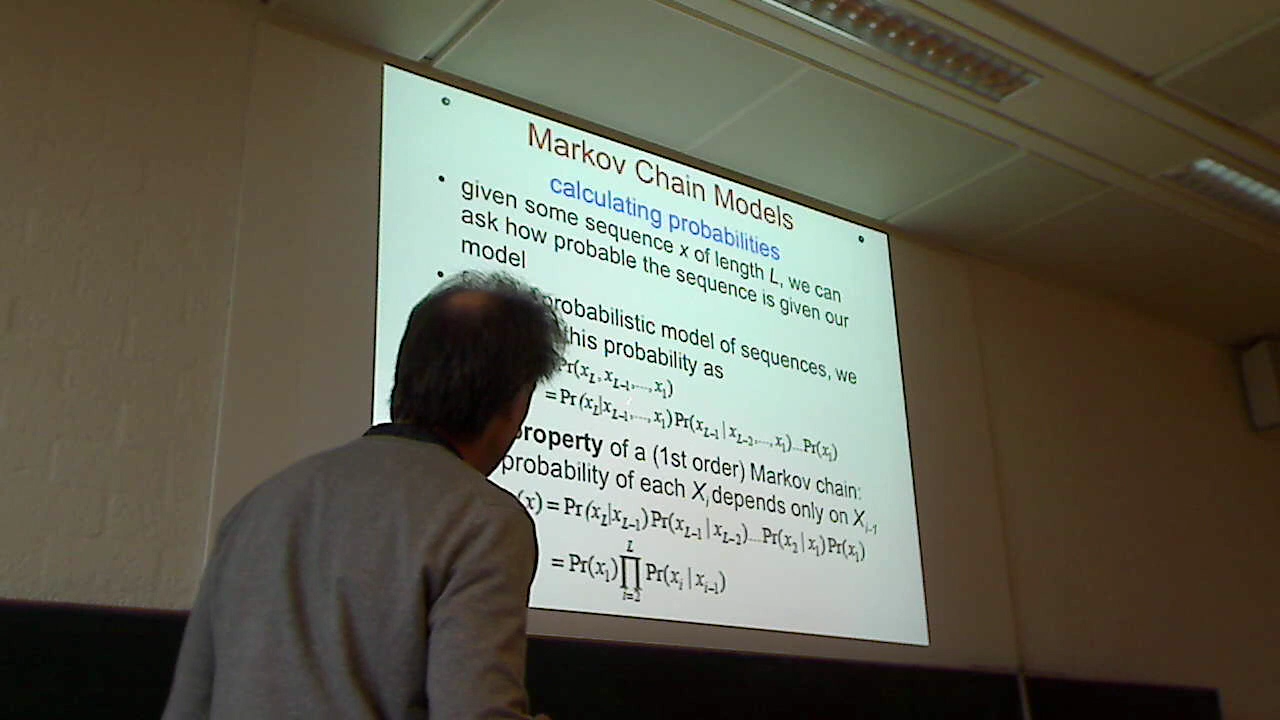 Markov Chain Models
calculating probabilities
• given some sequence x of length L, we can
ask how probable the sequence is given our
model
• probabilistic model of sequences, we
this probability as
Pr(x_L, x_{L-1}, ..., x_1)
= Pr(x_L | x_{L-1}, ..., x_1) Pr(x_{L-1} | x_{L-2}, ..., x_1) ... Pr(x_1)
property of a (1st order) Markov chain:
probability of each X_i depends only on X_{i-1}
(x) = Pr(x_L | x_{L-1}) Pr(x_{L-1} | x_{L-2}) ... Pr(x_2 | x_1) Pr(x_1)
= Pr(x_1) ∏_{i=2}^{L} Pr(x_i | x_{i-1})